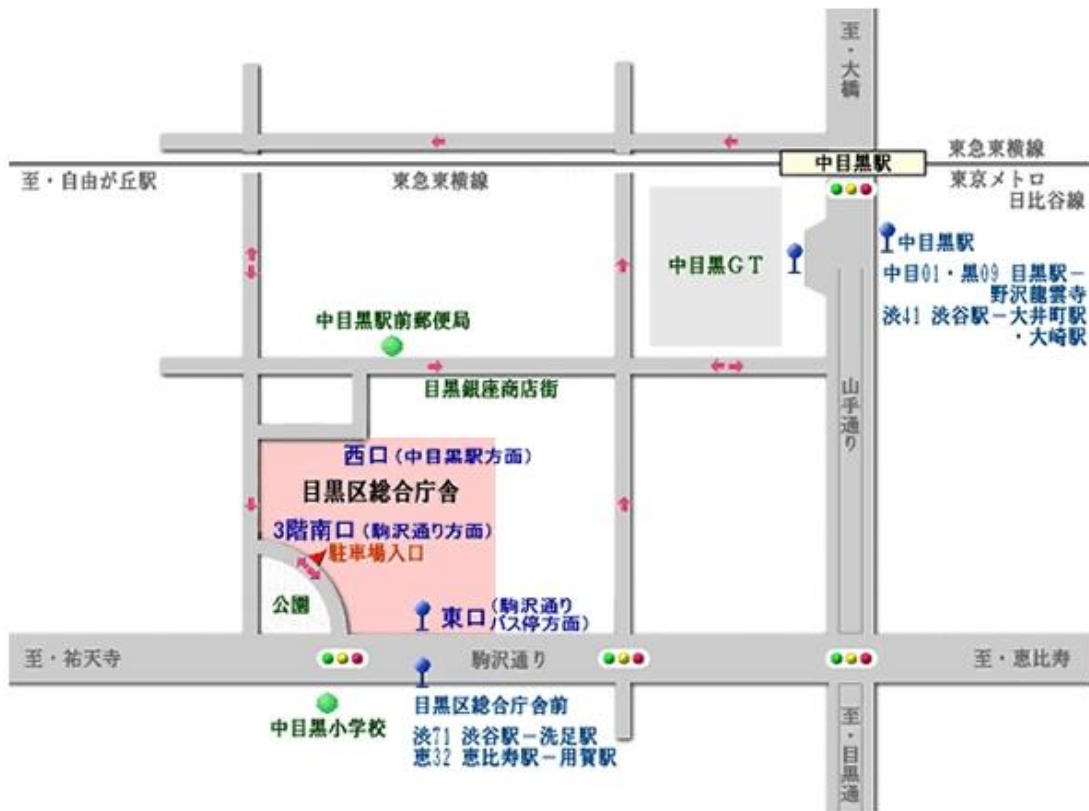 至・大橋
東急東横線
中目黒駅
至・自由が丘駅
東急東横線
東京メトロ
日比谷線
中目黒駅
中目黒GT
中目01・黒09 目黒駅－
野沢龍雲寺
渋41 渋谷駅－大井町駅
・大崎駅
中目黒駅前郵便局
目黒銀座商店街
山手通り
西口(中目黒駅方面)
目黒区総合庁舎
3階南口(駒沢通り方面)
駐車場入口
公園
東口(駒沢通り
バス停方面)
至・祐天寺
駒沢通り
至・恵比寿
目黒区総合庁舎前
中目黒小学校
渋71 渋谷駅－洗足駅
恵32 恵比寿駅－用賀駅
至・目黒通